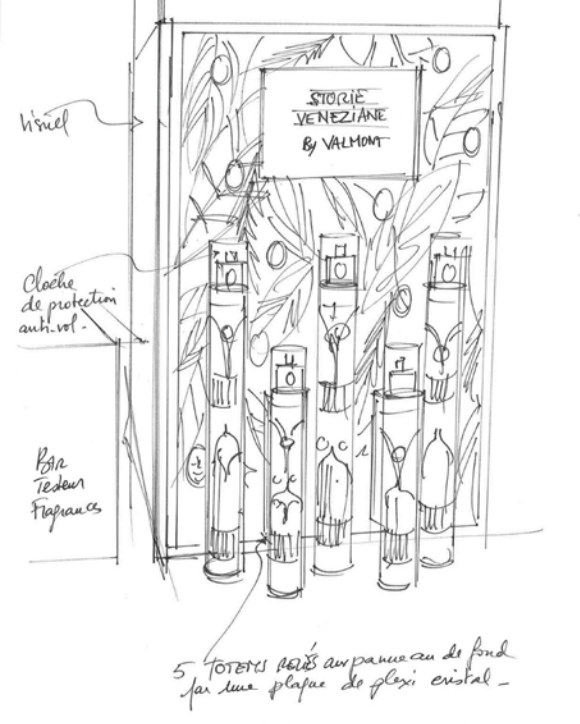 STORIE
VENEZIANE
By VALMONT
Visuel
Cloche
de protection
anti-vol -
BAR
Testeur
Fragrances
5 TOTEMS RELIÉS au panneau de fond
par une plaque de plexi cristal -